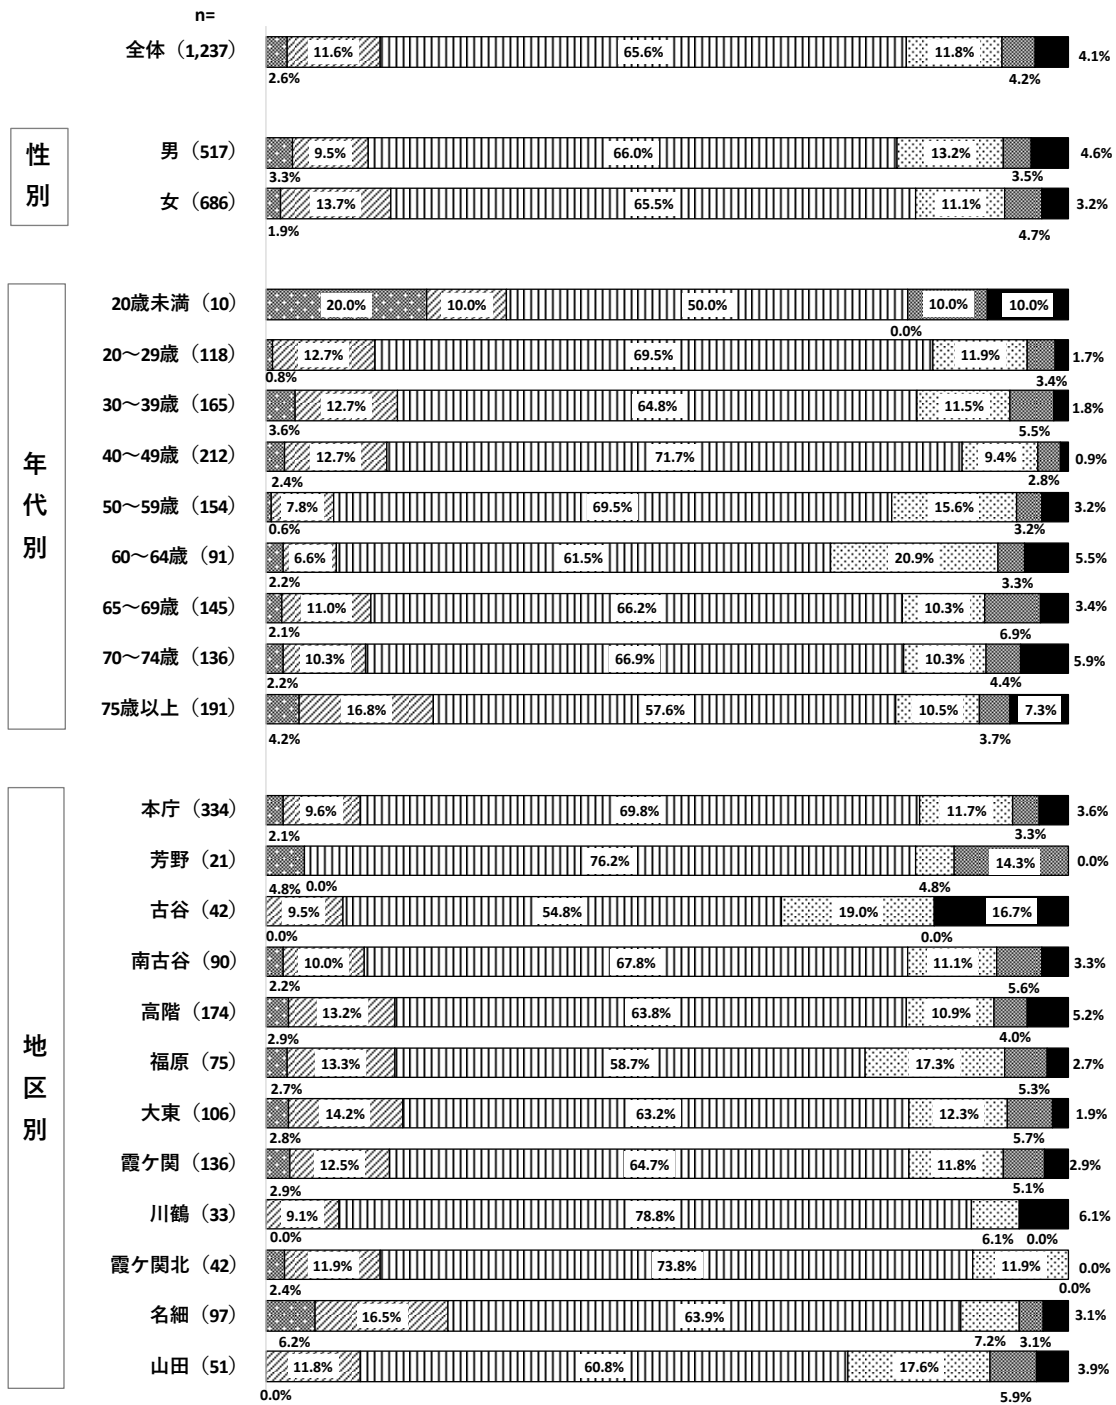 n=
全体（1,237）
11.6% 65.6% 11.8% 4.1%
2.6% 4.2%
性別
男（517）
9.5% 66.0% 13.2% 4.6%
3.3% 3.5%
女（686）
13.7% 65.5% 11.1% 3.2%
1.9% 4.7%
年代別
20歳未満（10）
20.0% 10.0% 50.0% 10.0% 10.0%
0.0%
20～29歳（118）
12.7% 69.5% 11.9% 1.7%
0.8% 3.4%
30～39歳（165）
12.7% 64.8% 11.5% 1.8%
3.6% 5.5%
40～49歳（212）
12.7% 71.7% 9.4% 0.9%
2.4% 2.8%
50～59歳（154）
7.8% 69.5% 15.6% 3.2%
0.6% 3.2%
60～64歳（91）
6.6% 61.5% 20.9% 5.5%
2.2% 3.3%
65～69歳（145）
11.0% 66.2% 10.3% 3.4%
2.1% 6.9%
70～74歳（136）
10.3% 66.9% 10.3% 5.9%
2.2% 4.4%
75歳以上（191）
16.8% 57.6% 10.5% 7.3%
4.2% 3.7%
地区別
本庁（334）
9.6% 69.8% 11.7% 3.6%
2.1% 3.3%
芳野（21）
76.2% 14.3% 0.0%
4.8% 0.0% 4.8%
古谷（42）
9.5% 54.8% 19.0% 16.7%
0.0% 0.0%
南古谷（90）
10.0% 67.8% 11.1% 3.3%
2.2% 5.6%
高階（174）
13.2% 63.8% 10.9% 5.2%
2.9% 4.0%
福原（75）
13.3% 58.7% 17.3% 2.7%
2.7% 5.3%
大東（106）
14.2% 63.2% 12.3% 1.9%
2.8% 5.7%
霞ケ関（136）
12.5% 64.7% 11.8% 2.9%
2.9% 5.1%
川鶴（33）
9.1% 78.8% 6.1%
0.0% 6.1% 0.0%
霞ケ関北（42）
11.9% 73.8% 11.9% 0.0%
2.4% 0.0%
名細（97）
16.5% 63.9% 3.1%
6.2% 7.2% 3.1%
山田（51）
11.8% 60.8% 17.6% 3.9%
0.0% 5.9%